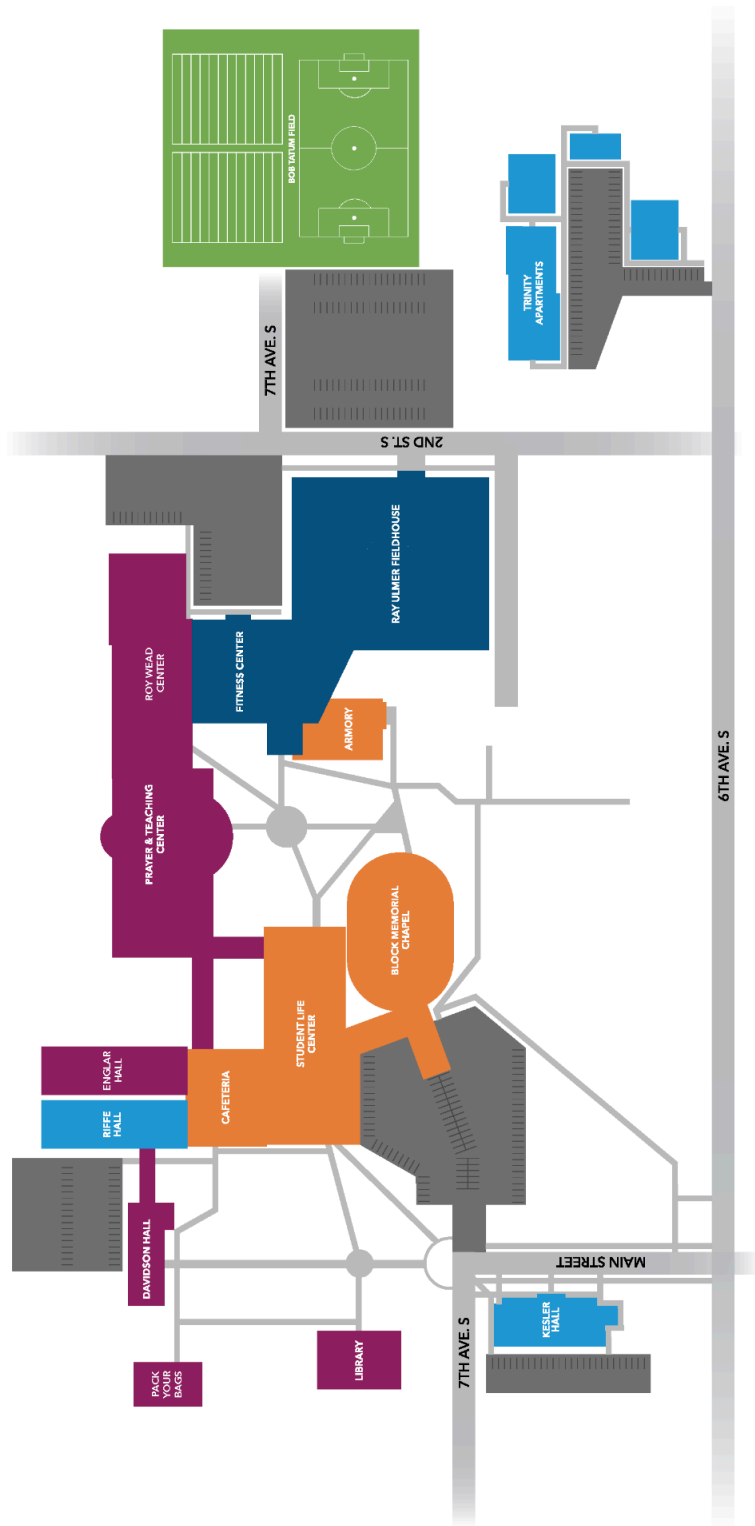 BOB TATUM FIELD
TRINITY
APARTMENTS
7TH AVE. S
2ND ST. S
ROY WEAD
CENTER
FITNESS CENTER
RAY ULMER FIELDHOUSE
ARMORY
6TH AVE. S
PRAYER & TEACHING
CENTER
BLOCK MEMORIAL
CHAPEL
STUDENT LIFE
CENTER
ENGLAR
HALL
CAFETERIA
RIFFE
HALL
DAVIDSON HALL
MAIN STREET
KESLER
HALL
LIBRARY
PACK
YOUR
BAGS
7TH AVE. S